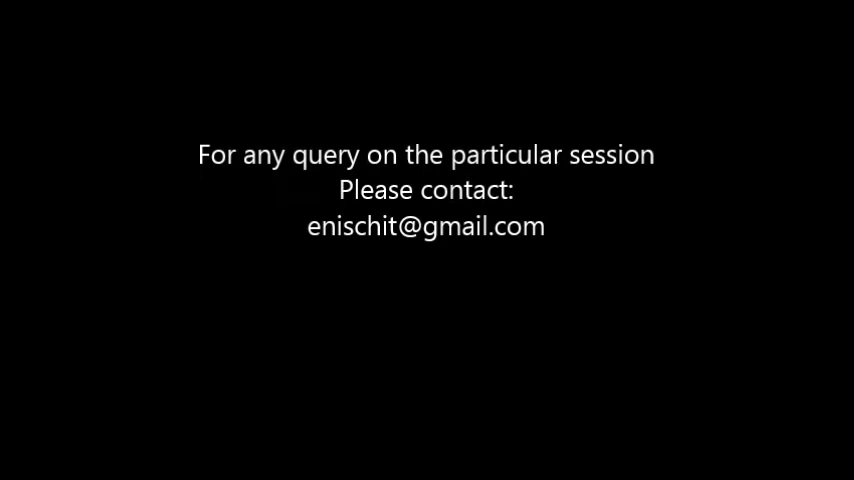 For any query on the particular session
Please contact:
enischit@gmail.com